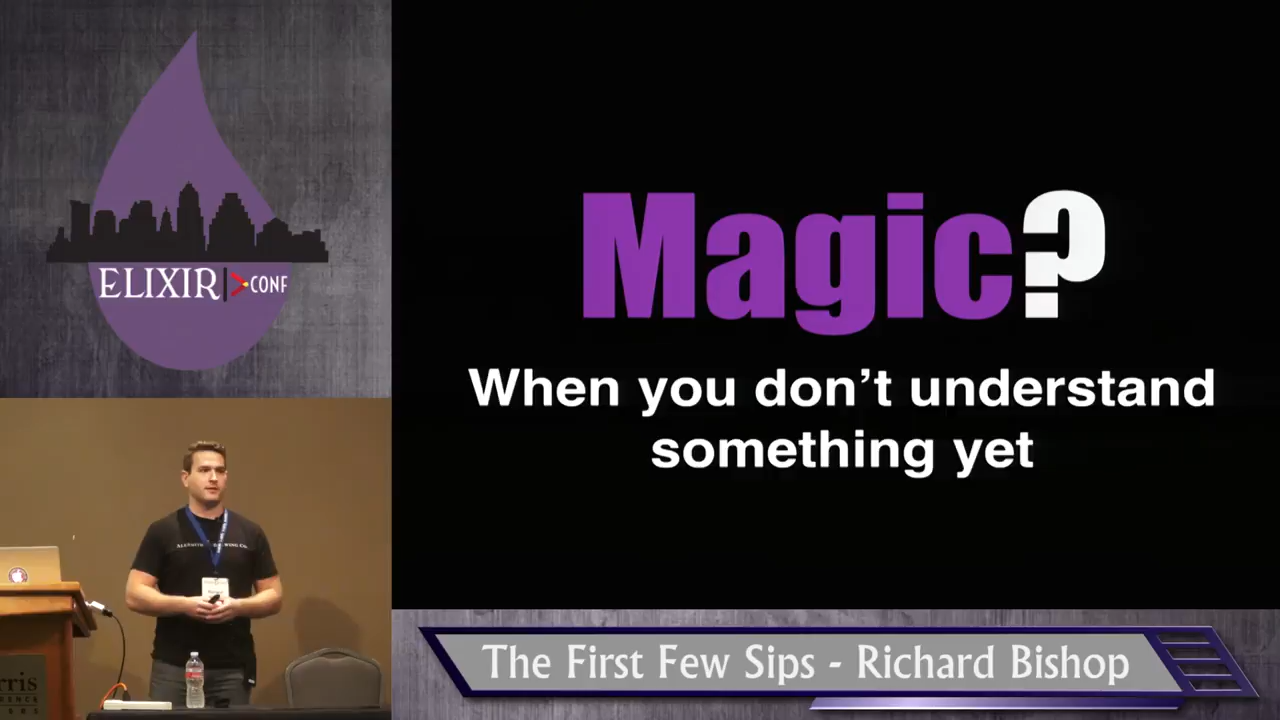 ELIXIR CONF
Magic?
When you don’t understand
something yet
The First Few Sips - Richard Bishop